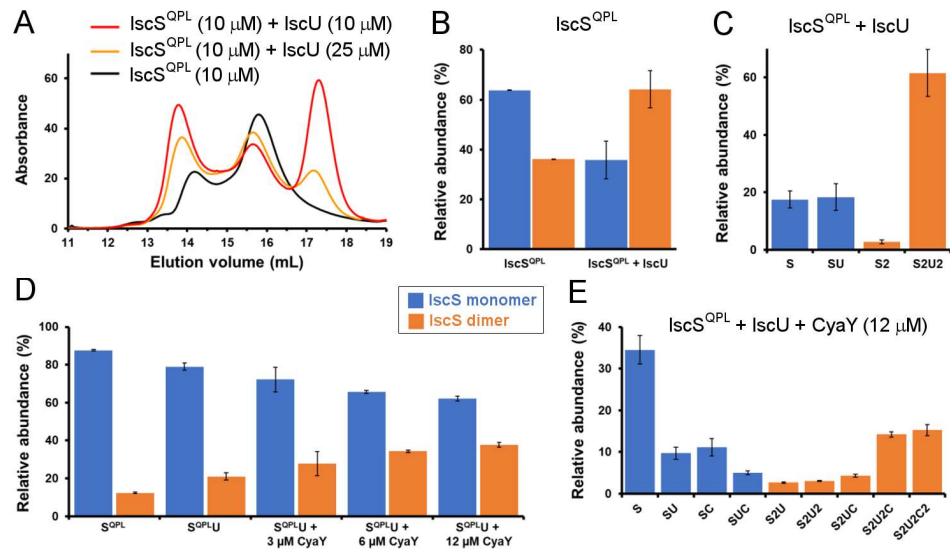 A
IscS^QPL (10 μM) + IscU (10 μM)
IscS^QPL (10 μM) + IscU (25 μM)
IscS^QPL (10 μM)
Absorbance
60
40
20
0
11 12 13 14 15 16 17 18 19
Elution volume (mL)
B
IscS^QPL
Relative abundance (%)
80
60
40
20
0
IscS^QPL IscS^QPL + IscU
C
IscS^QPL + IscU
Relative abundance (%)
60
40
20
0
S SU S2 S2U2
D
IscS monomer
IscS dimer
Relative abundance (%)
100
80
60
40
20
0
S^QPL S^QPLU S^QPLU + S^QPLU + S^QPLU +
3 μM CyaY 6 μM CyaY 12 μM CyaY
E
IscS^QPL + IscU + CyaY (12 μM)
Relative abundance (%)
40
30
20
10
0
S SU SC SUC S2U S2U2 S2UC S2U2C S2U2C2